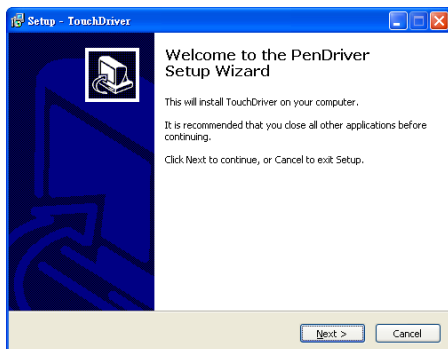 Setup - TouchDriver
Welcome to the PenDriver
Setup Wizard
This will install TouchDriver on your computer.
It is recommended that you close all other applications before
continuing.
Click Next to continue, or Cancel to exit Setup.
Next >
Cancel